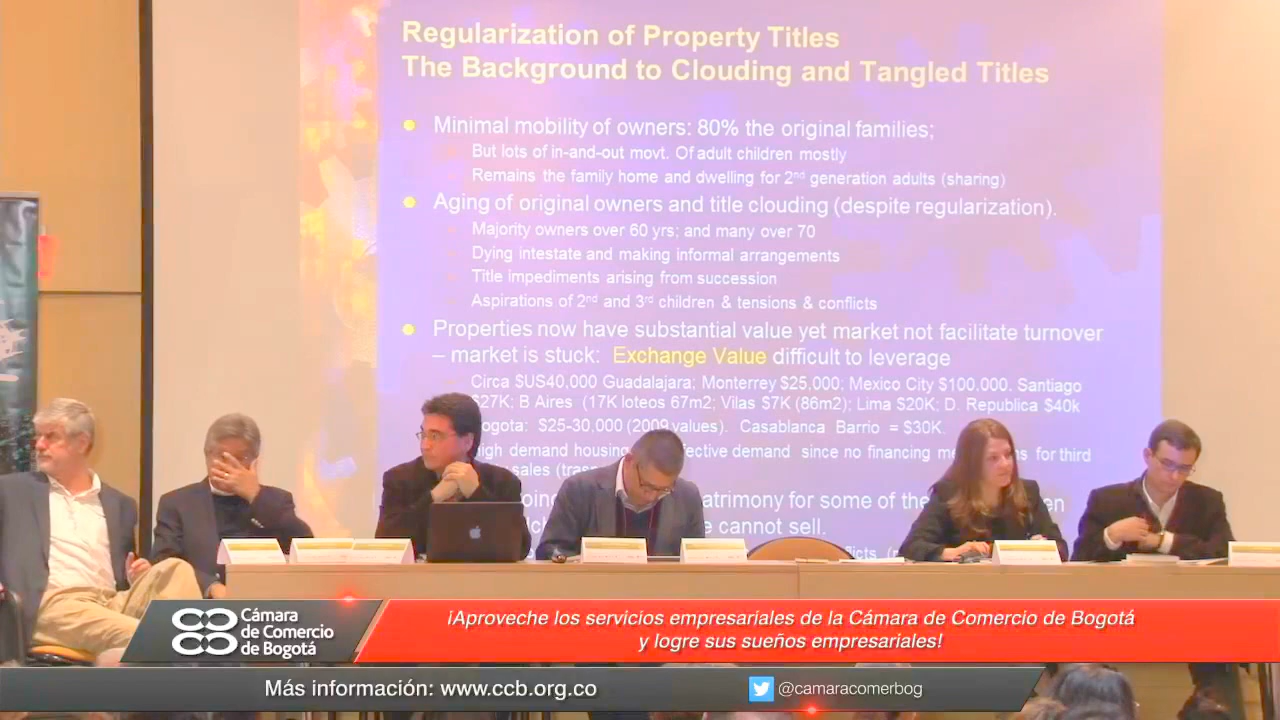 Regularization of Property Titles
The Background to Clouding and Tangled Titles
Minimal mobility of owners: 80% the original families;
But lots of in-and-out movt. Of adult children mostly
Remains the family home and dwelling for 2nd generation adults (sharing)
Aging of original owners and title clouding (despite regularization).
Majority owners over 60 yrs; and many over 70
Dying intestate and making informal arrangements
Title impediments arising from succession
Aspirations of 2nd and 3rd children & tensions & conflicts
Properties now have substantial value yet market not facilitate turnover
– market is stuck: Exchange Value difficult to leverage
Circa $US40,000 Guadalajara; Monterrey $25,000; Mexico City $100.000. Santiago
$27K; B Aires (17K loteos 67m2; Vilas $7K (86m2); Lima $20K; D. Republica $40k
Bogota: $25-30,000 (2009 values). Casablanca Barrio = $30K.
high demand housing demand since no financing for third
sales
for some of the
cannot sell.
Cámara
de Comercio
de Bogotá
¡Aproveche los servicios empresariales de la Cámara de Comercio de Bogotá
y logre sus sueños empresariales!
Más información: www.ccb.org.co
@camaracomerbog